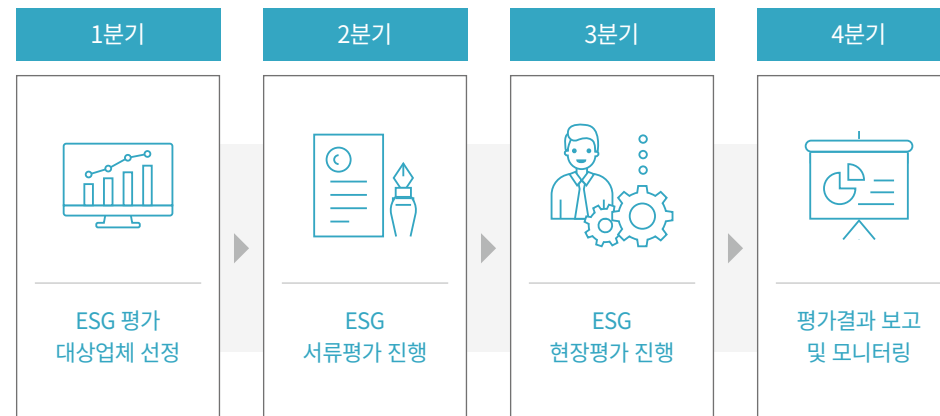 1분기
2분기
3분기
4분기
ESG 평가
대상업체 선정
ESG
서류평가 진행
ESG
현장평가 진행
평가결과 보고
및 모니터링